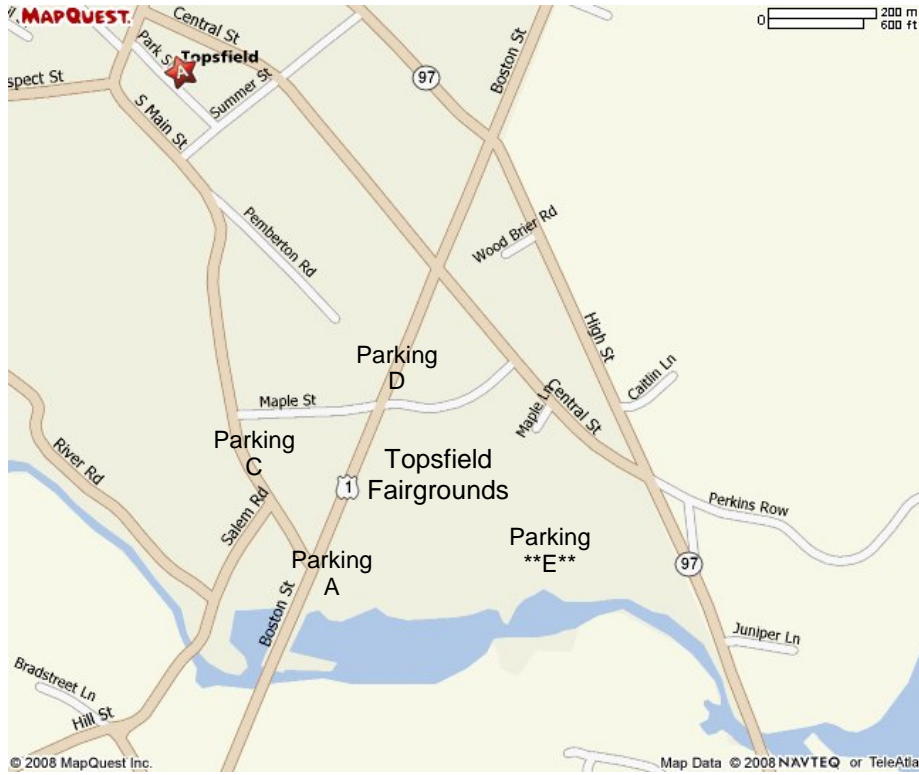 MAPQUEST.
Central St
Park S
Topsfield
A
Summer St
spect St
S Main St
97
Boston St
0
200 m
600 ft
Pemberton Rd
Wood Brier Rd
High St
Caitlin Ln
Parking
D
Maple St
Maple Ln
Central St
Parking
C
Topsfield
Fairgrounds
1
River Rd
Salem Rd
Perkins Row
Parking
**E**
Parking
A
97
Boston St
Juniper Ln
Bradstreet Ln
Hill St
© 2008 MapQuest Inc.
Map Data © 2008 NAVTEQ or TeleAtla